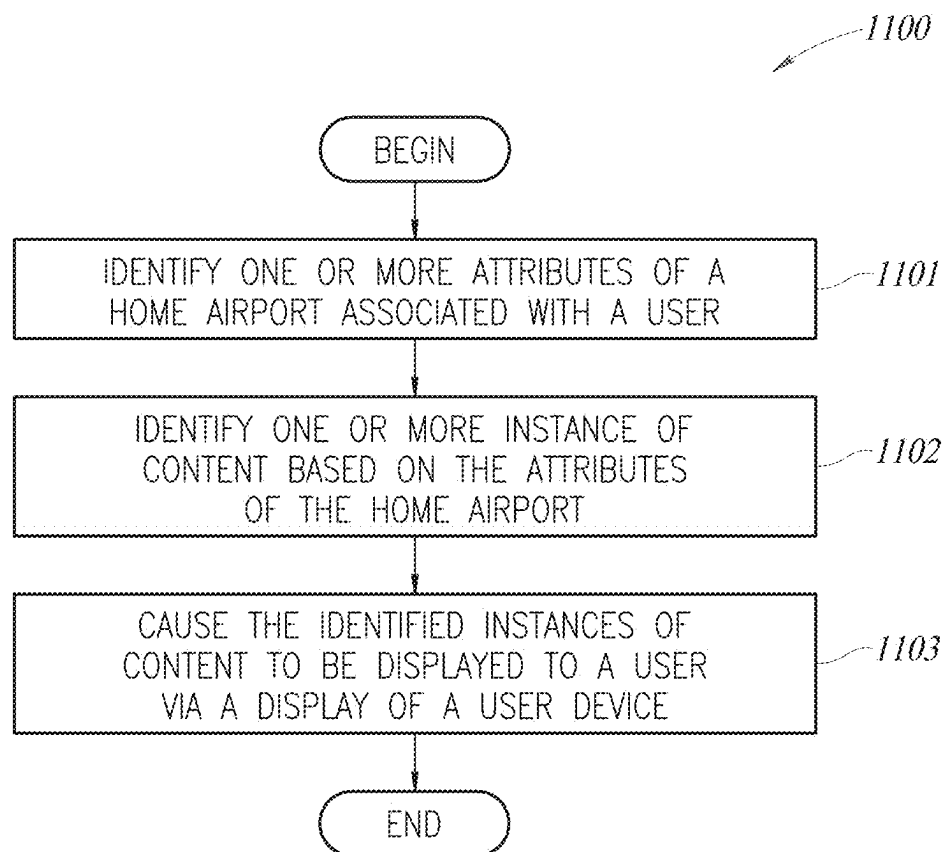 1100
BEGIN
IDENTIFY ONE OR MORE ATTRIBUTES OF A
HOME AIRPORT ASSOCIATED WITH A USER
1101
IDENTIFY ONE OR MORE INSTANCE OF
CONTENT BASED ON THE ATTRIBUTES
OF THE HOME AIRPORT
1102
CAUSE THE IDENTIFIED INSTANCES OF
CONTENT TO BE DISPLAYED TO A USER
VIA A DISPLAY OF A USER DEVICE
1103
END